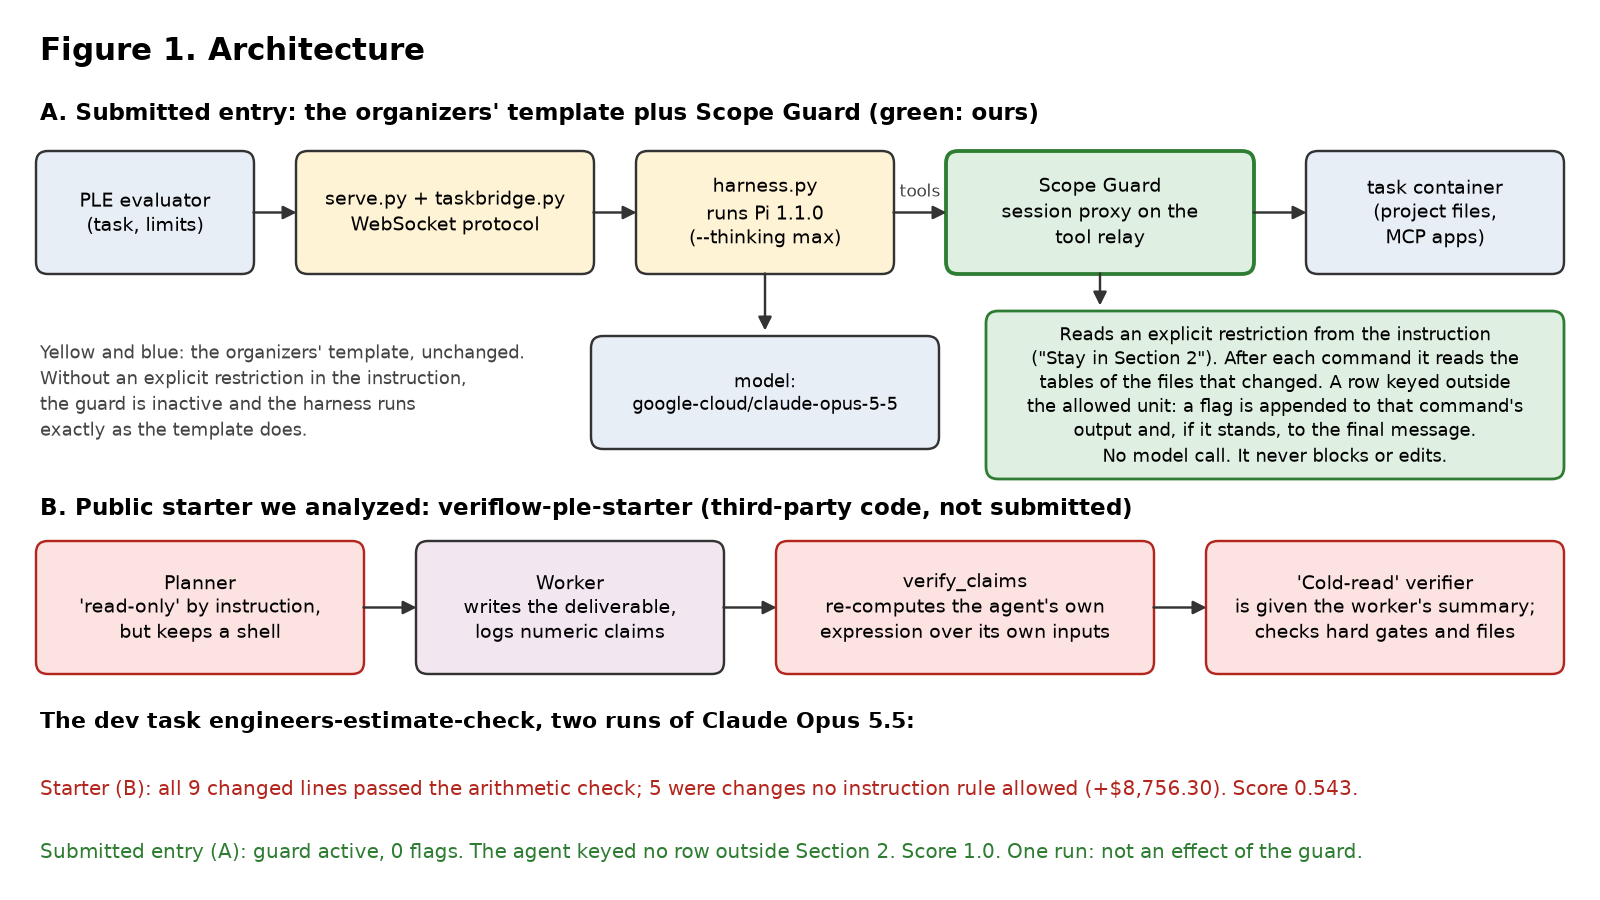 Figure 1. Architecture
A. Submitted entry: the organizers' template plus Scope Guard (green: ours)
PLE evaluator
(task, limits)
serve.py + taskbridge.py
WebSocket protocol
harness.py
runs Pi 1.1.0
(--thinking max)
tools
Scope Guard
session proxy on the
tool relay
task container
(project files,
MCP apps)
Yellow and blue: the organizers' template, unchanged.
Without an explicit restriction in the instruction,
the guard is inactive and the harness runs
exactly as the template does.
model:
google-cloud/claude-opus-5-5
Reads an explicit restriction from the instruction
("Stay in Section 2"). After each command it reads the
tables of the files that changed. A row keyed outside
the allowed unit: a flag is appended to that command's
output and, if it stands, to the final message.
No model call. It never blocks or edits.
B. Public starter we analyzed: veriflow-ple-starter (third-party code, not submitted)
Planner
'read-only' by instruction,
but keeps a shell
Worker
writes the deliverable,
logs numeric claims
verify_claims
re-computes the agent's own
expression over its own inputs
'Cold-read' verifier
is given the worker's summary;
checks hard gates and files
The dev task engineers-estimate-check, two runs of Claude Opus 5.5:
Starter (B): all 9 changed lines passed the arithmetic check; 5 were changes no instruction rule allowed (+$8,756.30). Score 0.543.
Submitted entry (A): guard active, 0 flags. The agent keyed no row outside Section 2. Score 1.0. One run: not an effect of the guard.